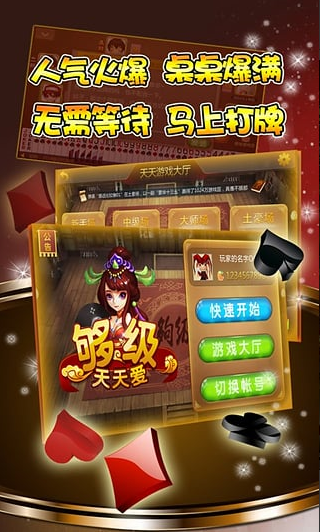 人气火爆 桌桌爆满
无需等待 马上打牌
天天游戏大厅
新手场 中级场 大师场 土豪场
公告
玩家的名字
快速开始
游戏大厅
切换帐号
够级
天天爱